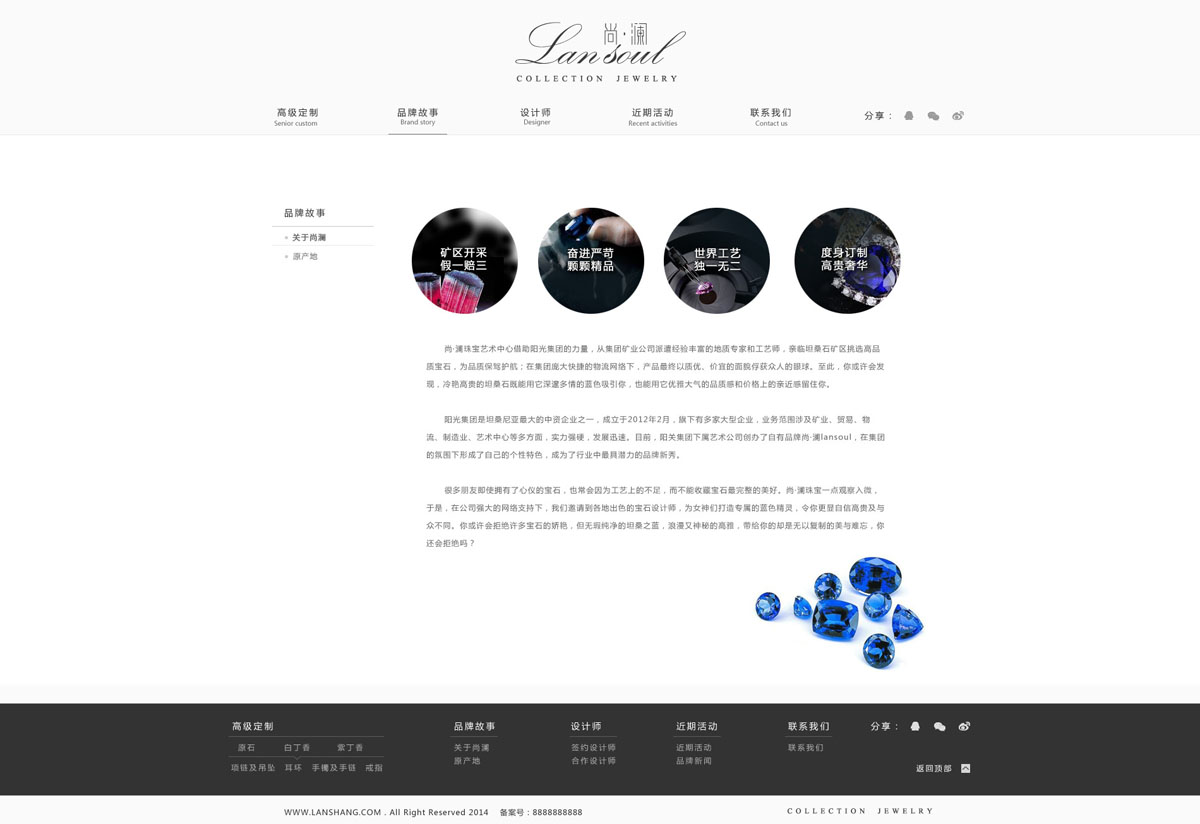 尚·澜
Lansoul
COLLECTION JEWELRY
高级定制 品牌故事 设计师 近期活动 联系我们 分享：
Senior custom Brand story Designer Recent activities Contact us
品牌故事
关于尚澜
原产地
矿区开采
假一赔三
奋进严苛
颗颗精品
世界工艺
独一无二
度身订制
高贵奢华
尚·澜珠宝艺术中心借助阳光集团的力量，从集团矿业公司派遣经验丰富的地质专家和工艺师，亲临坦桑石矿区挑选高品
质宝石，为品质保驾护航；在集团庞大快捷的物流网络下，产品最终以质优、价宜的面貌俘获众人的眼球。至此，你或许会发
现，冷艳高贵的坦桑石既能用它深邃多情的蓝色吸引你，也能用它优雅大气的品质感和价格上的亲近感留住你。
阳光集团是坦桑尼亚最大的中资企业之一，成立于2012年2月，旗下有多家大型企业，业务范围涉及矿业、贸易、物
流、制造业、艺术中心等多方面，实力强硬，发展迅速。目前，阳关集团下属艺术公司创办了自有品牌尚·澜lansoul，在集团
的氛围下形成了自己的个性特色，成为了行业中最具潜力的品牌新秀。
很多朋友即使拥有了心仪的宝石，也常会因为工艺上的不足，而不能收疆宝石最完整的美好。尚·澜珠宝一点观察入微，
于是，在公司强大的网络支持下，我们邀请到各地出色的宝石设计师，为女神们打造专属的蓝色精灵，令你更显自信高贵及与
众不同。你或许会拒绝许多宝石的娇艳，但无瑕纯净的坦桑之蓝，浪漫又神秘的高雅，带给你的却是无以复制的美与难忘，你
还会拒绝吗？
高级定制 品牌故事 设计师 近期活动 联系我们 分享：
原石 白丁香 紫丁香 关于尚澜 签约设计师 近期活动 联系我们
原产地 合作设计师 品牌新闻
项链及吊坠 耳环 手镯及手链 戒指 返回顶部
WWW.LANSHANG.COM . All Right Reserved 2014 备案号：8888888888
COLLECTION JEWELRY